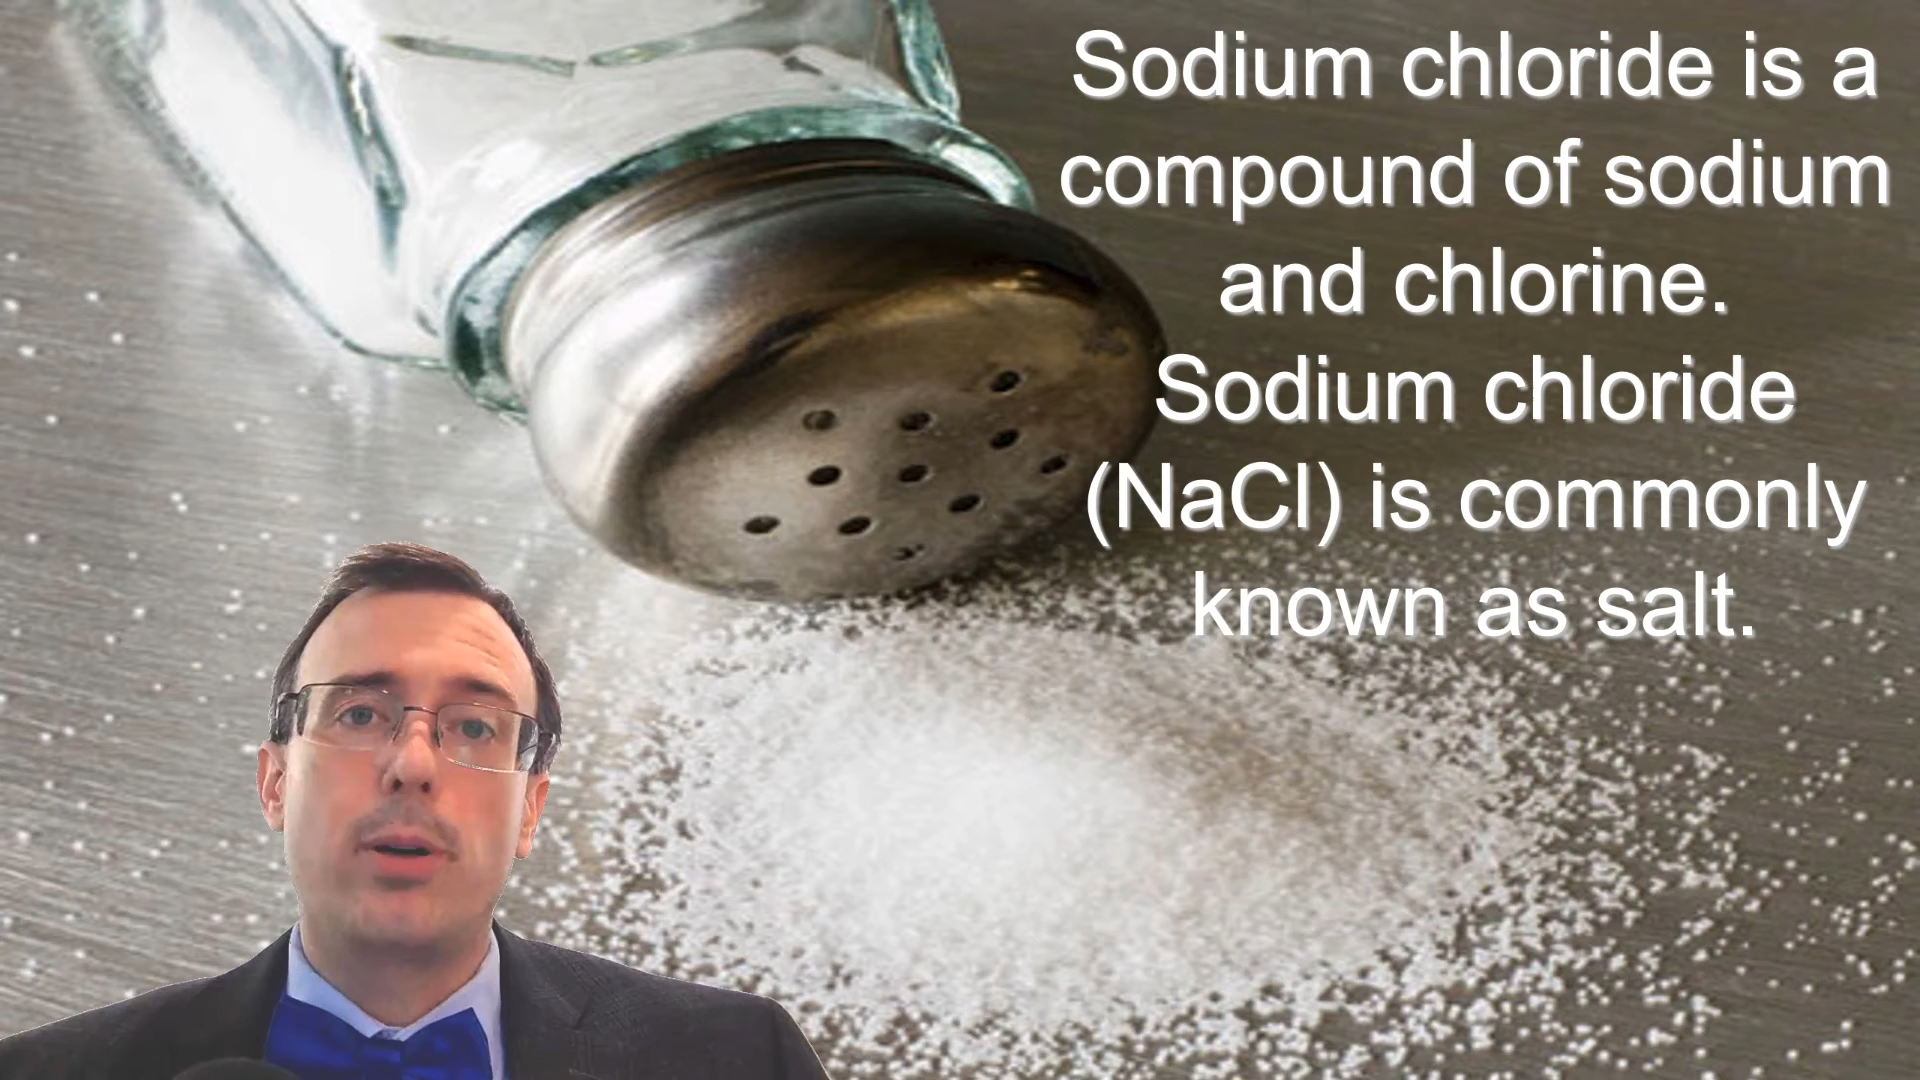 Sodium chloride is a
compound of sodium
and chlorine.
Sodium chloride
(NaCl) is commonly
known as salt.